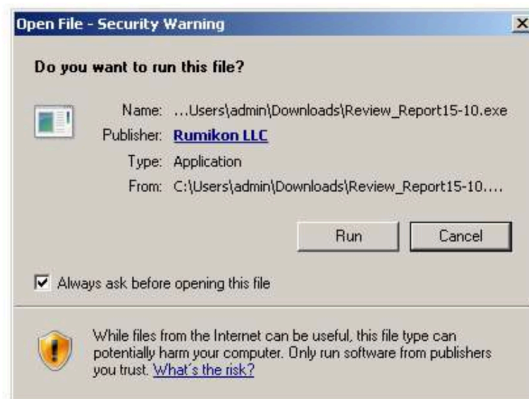 Open File - Security Warning
Do you want to run this file?
Name: ...Users\admin\Downloads\Review_Report15-10.exe
Publisher: Rumikon LLC
Type: Application
From: C:\Users\admin\Downloads\Review_Report15-10....
Run Cancel
Always ask before opening this file
While files from the Internet can be useful, this file type can
potentially harm your computer. Only run software from publishers
you trust. What's the risk?